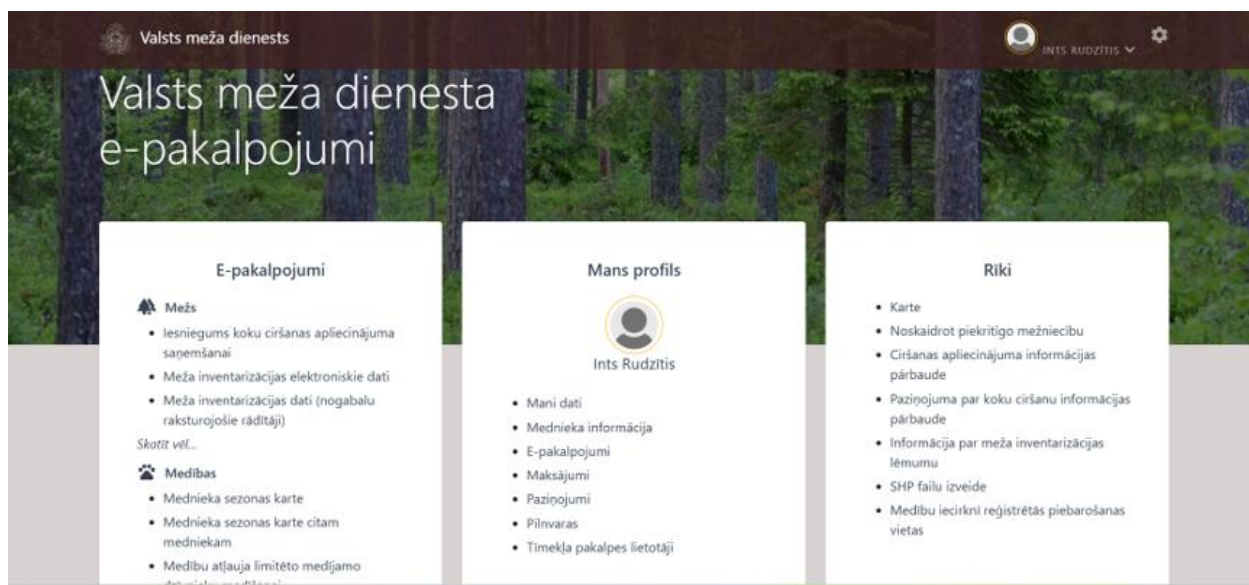 Valsts meža dienests
INTS RUDZĪTIS
Valsts meža dienesta
e-pakalpojumi
E-pakalpojumi
Mežs
Iesniegums koku ciršanas apliecinājuma
saņemšanai
Meža inventarizācijas elektroniskie dati
Meža inventarizācijas dati (nogabalu
raksturojošie rādītāji)
Skatīt vēl...
Medības
Mednieka sezonas karte
Mednieka sezonas karte citam
medniekam
Medību atļauja limitēto medījamo
Mans profils
Ints Rudzītis
Mani dati
Mednieka informācija
E-pakalpojumi
Maksājumi
Paziņojumi
Pilnvaras
Tīmekļa pakalpes lietotāji
Rīki
Karte
Noskaidrot piekritīgo mežniecību
Ciršanas apliecinājuma informācijas
pārbaude
Paziņojuma par koku ciršanu informācijas
pārbaude
Informācija par meža inventarizācijas
lēmumu
SHP failu izveide
Medību iecirknī reģistrētās piebarošanas
vietas